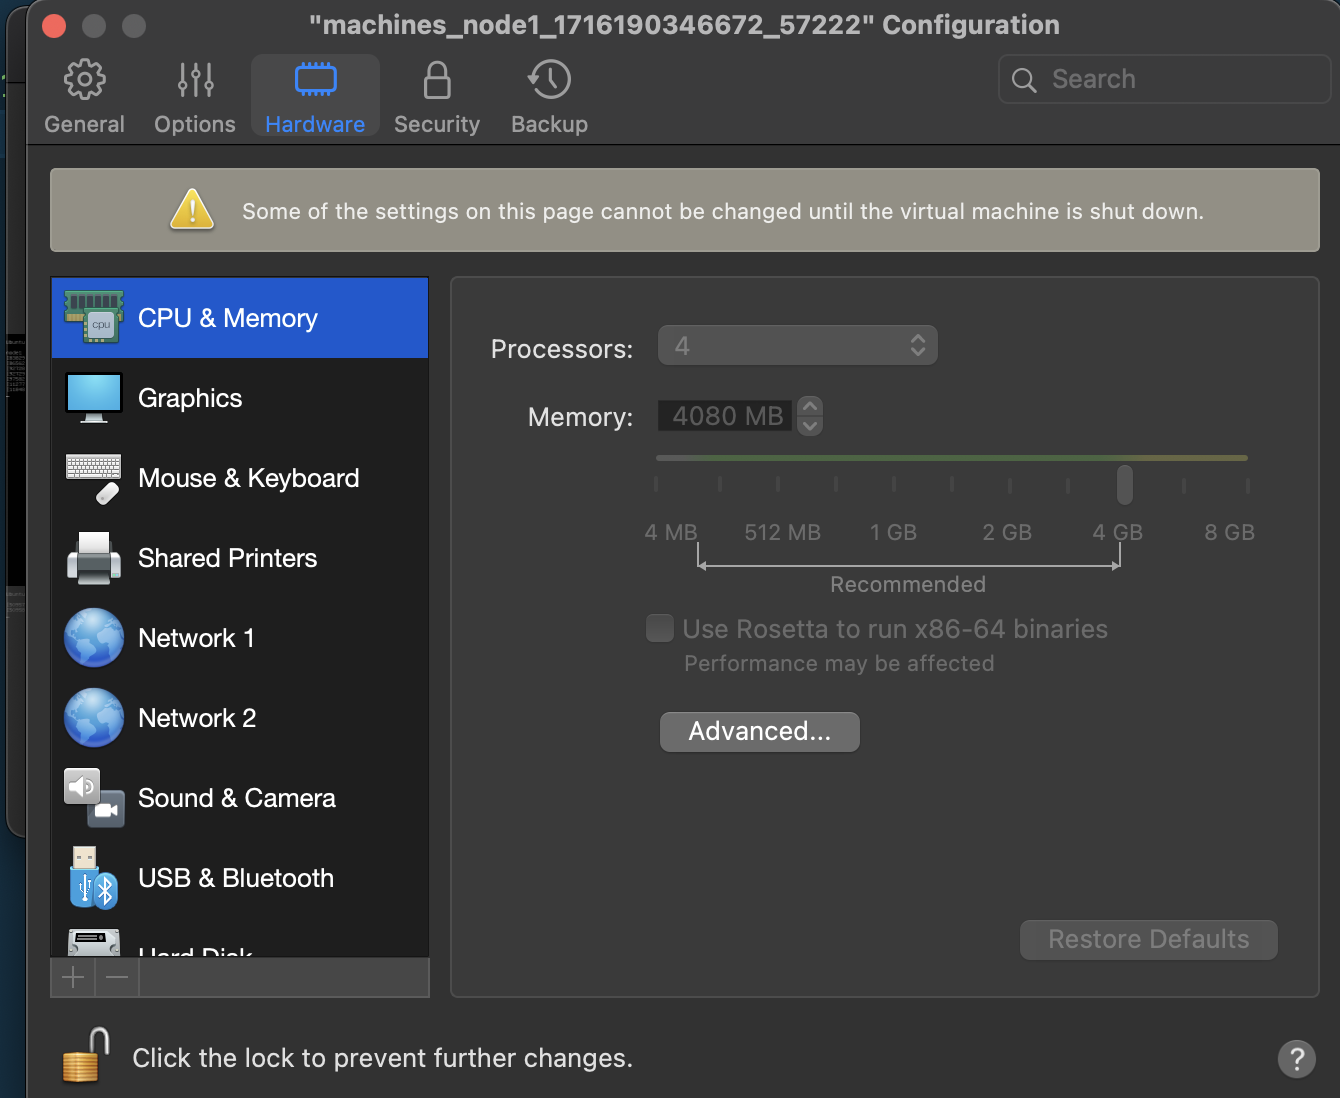 "machines_node1_1716190346672_57222" Configuration
General
Options
Hardware
Security
Backup
Search
Some of the settings on this page cannot be changed until the virtual machine is shut down.
CPU & Memory
cpu
Graphics
Mouse & Keyboard
Shared Printers
Network 1
Network 2
Sound & Camera
USB & Bluetooth
Hard Disk
Processors: 4
Memory: 4080 MB
4 MB 512 MB 1 GB 2 GB 4 GB 8 GB
Recommended
Use Rosetta to run x86-64 binaries
Performance may be affected
Advanced...
Restore Defaults
Click the lock to prevent further changes.
?